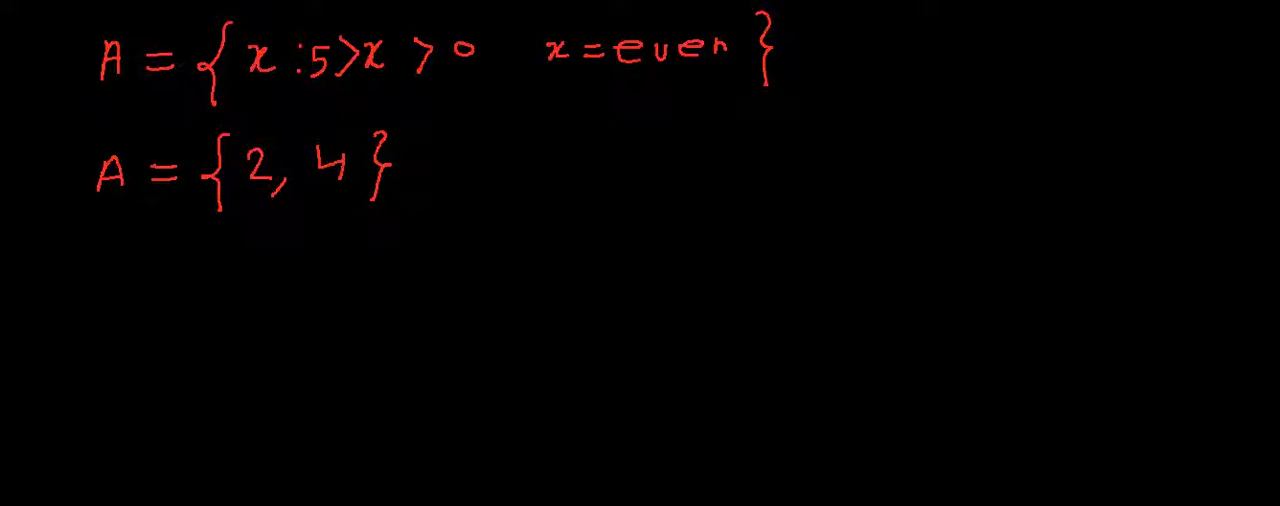 A = { x : 5 > x > 0 x = even }
A = { 2, 4 }